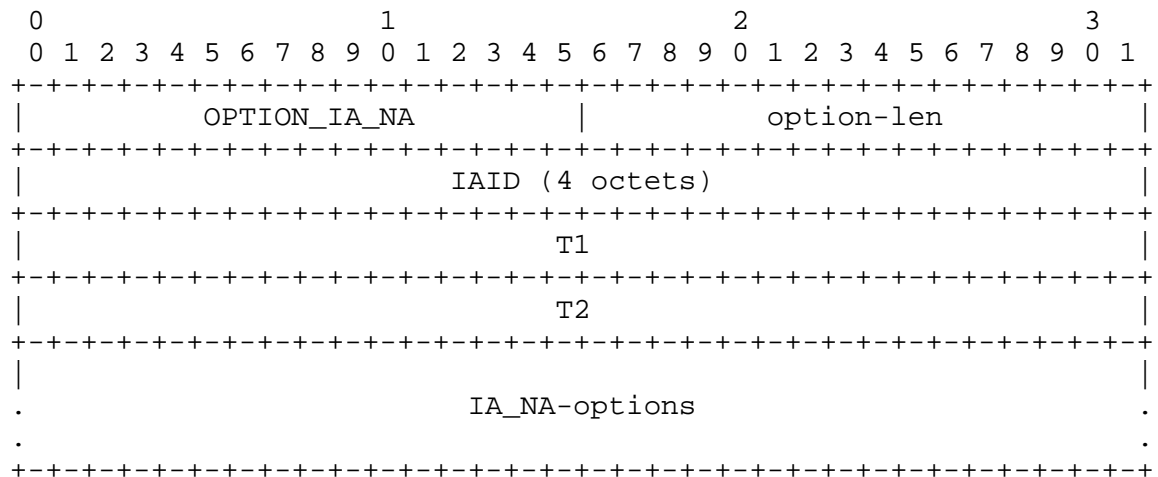 0                   1                   2                   3
 0 1 2 3 4 5 6 7 8 9 0 1 2 3 4 5 6 7 8 9 0 1 2 3 4 5 6 7 8 9 0 1
+-+-+-+-+-+-+-+-+-+-+-+-+-+-+-+-+-+-+-+-+-+-+-+-+-+-+-+-+-+-+-+-+
|          OPTION_IA_NA         |          option-len           |
+-+-+-+-+-+-+-+-+-+-+-+-+-+-+-+-+-+-+-+-+-+-+-+-+-+-+-+-+-+-+-+-+
|                        IAID (4 octets)                        |
+-+-+-+-+-+-+-+-+-+-+-+-+-+-+-+-+-+-+-+-+-+-+-+-+-+-+-+-+-+-+-+-+
|                              T1                               |
+-+-+-+-+-+-+-+-+-+-+-+-+-+-+-+-+-+-+-+-+-+-+-+-+-+-+-+-+-+-+-+-+
|                              T2                               |
+-+-+-+-+-+-+-+-+-+-+-+-+-+-+-+-+-+-+-+-+-+-+-+-+-+-+-+-+-+-+-+-+
|                                                               |
.                         IA_NA-options                         .
.                                                               .
+-+-+-+-+-+-+-+-+-+-+-+-+-+-+-+-+-+-+-+-+-+-+-+-+-+-+-+-+-+-+-+-+